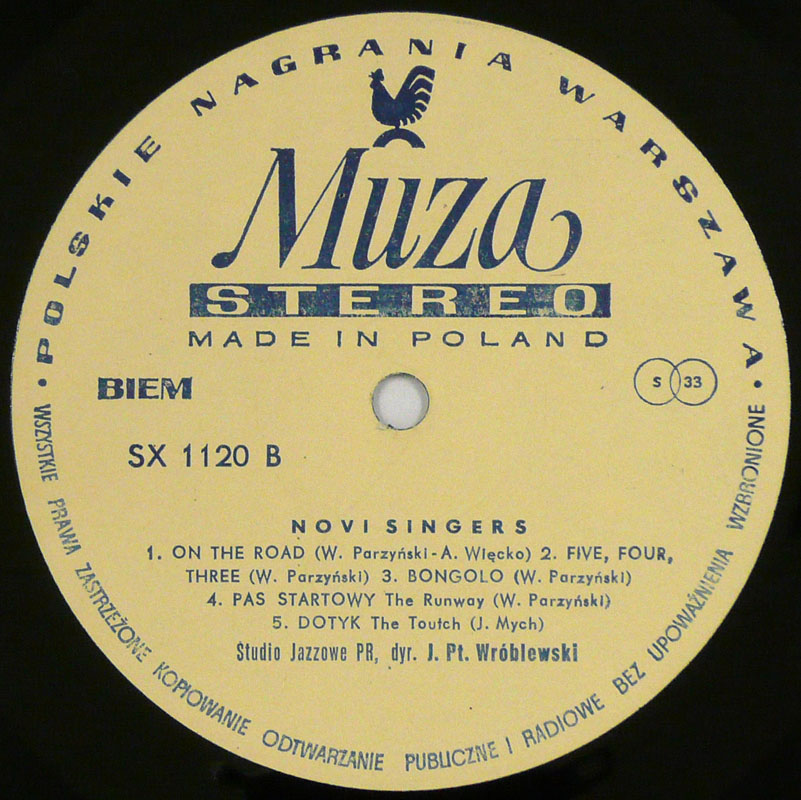 • POLSKIE NAGRANIA WARSZAWA •
Muza
STEREO
MADE IN POLAND
BIEM
S 33
SX 1120 B
NOVI SINGERS
1. ON THE ROAD (W. Parzyński - A. Więcko) 2. FIVE, FOUR,
THREE (W. Parzyński) 3. BONGOLO (W. Parzyński)
4. PAS STARTOWY The Runway (W. Parzyński)
5. DOTYK The Toutch (J. Mych)
Studio Jazzowe PR, dyr. J. Pt. Wróblewski
WSZYSTKIE PRAWA ZASTRZEŻONE KOPIOWANIE ODTWARZANIE PUBLICZNE I RADIOWE BEZ UPOWAŻNIENIA WZBRONIONE